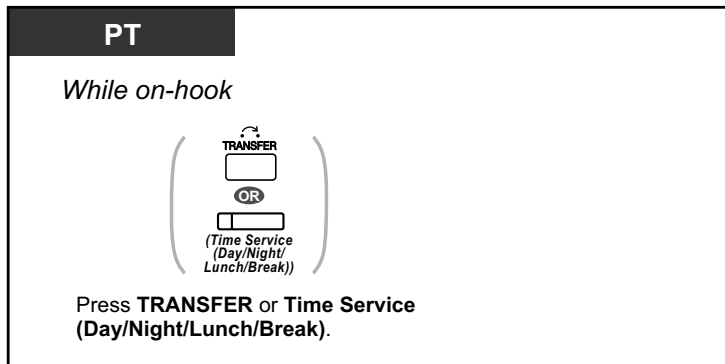 PT
While on-hook
TRANSFER
OR
(Time Service
(Day/Night/
Lunch/Break))
Press TRANSFER or Time Service
(Day/Night/Lunch/Break).